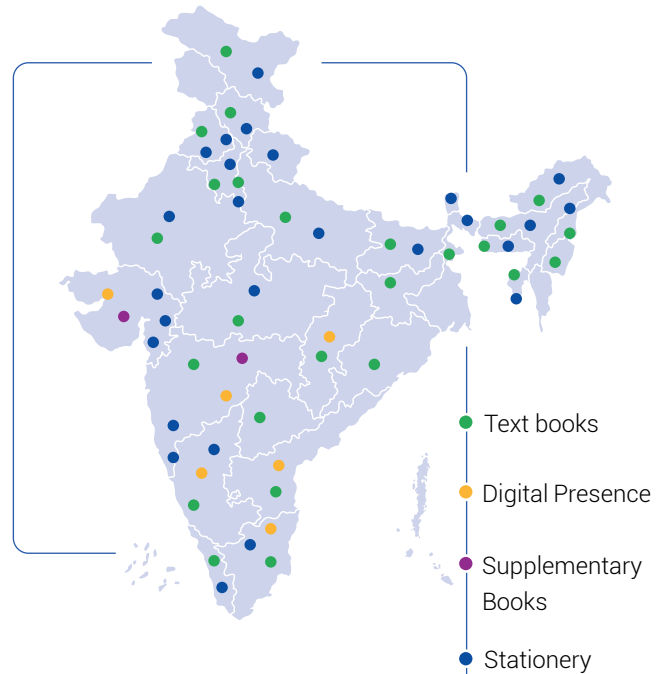 Text books
Digital Presence
Supplementary
Books
Stationery